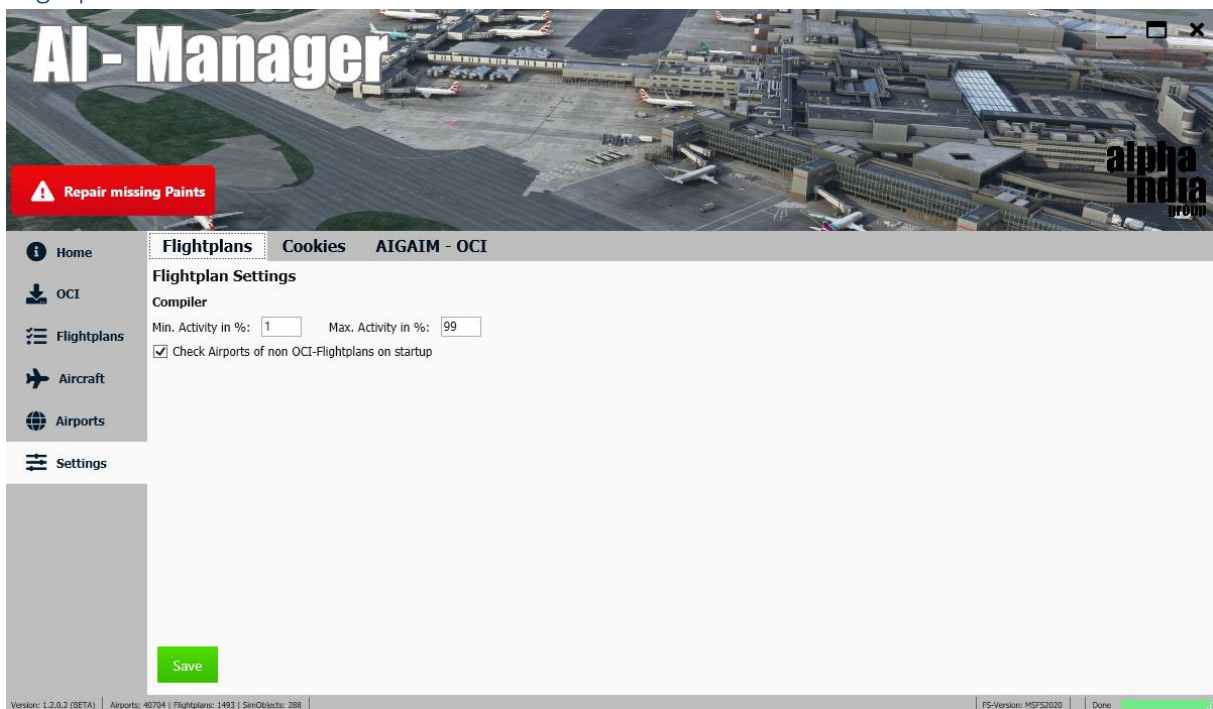 AI - Manager
alpha
india
group
Repair missing Paints
Home
OCI
Flightplans
Aircraft
Airports
Settings
Flightplans Cookies AIGAIM - OCI
Flightplan Settings
Compiler
Min. Activity in %: 1 Max. Activity in %: 99
Check Airports of non OCI-Flightplans on startup
Save
Version: 1.2.0.2 (BETA) Airports: 40704 | Flightplans: 1493 | SimObjects: 288 FS-Version: MSFS2020 Done